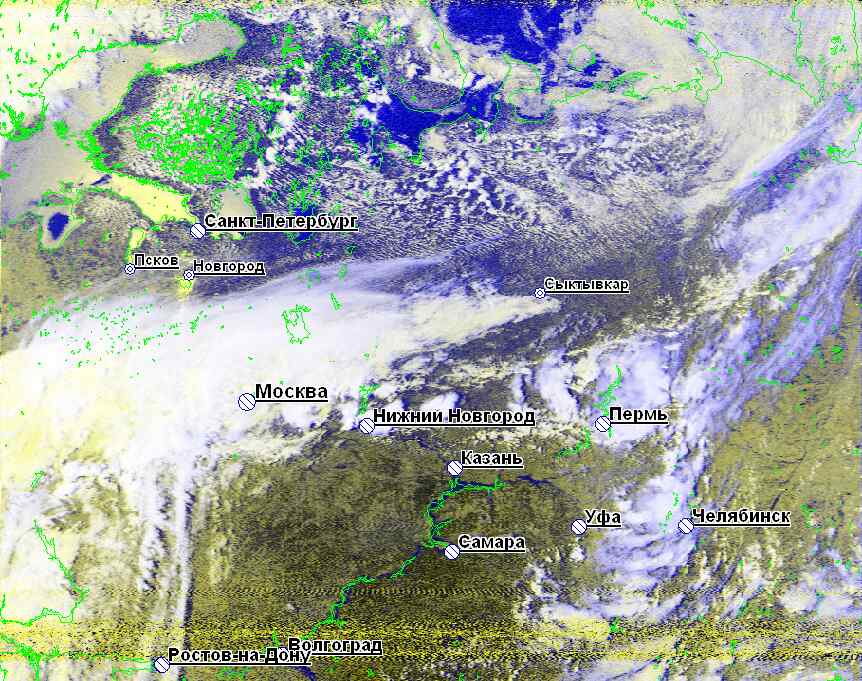 Санкт-Петербург
Псков
Новгород
Сыктывкар
Москва
Нижний Новгород
Пермь
Казань
Уфа
Челябинск
Самара
Волгоград
Ростов-на-Дону